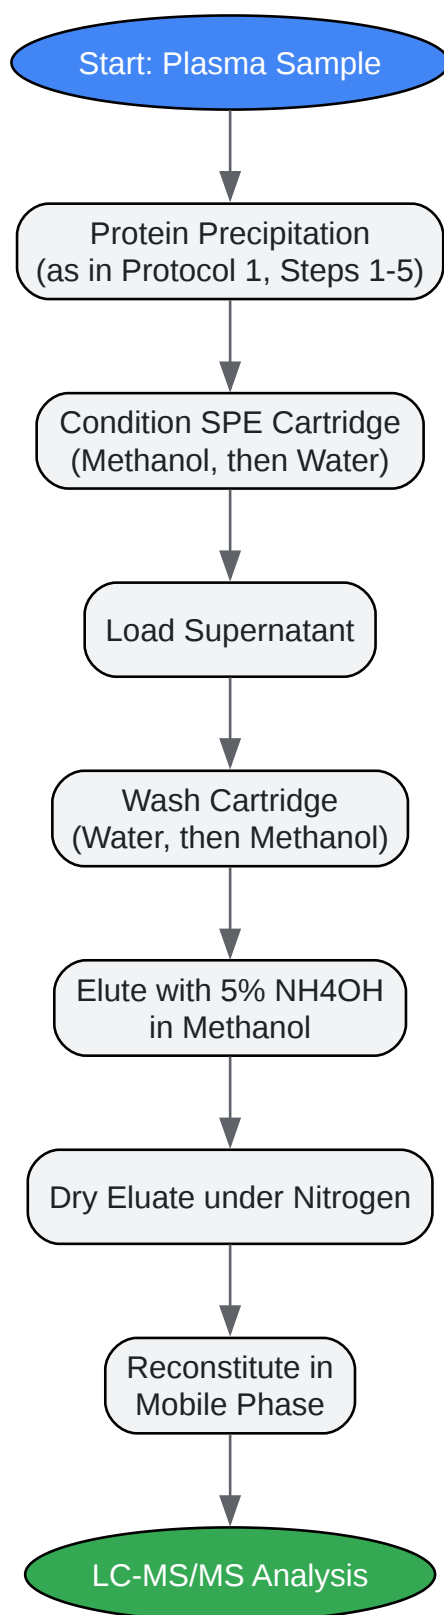 Start: Plasma Sample
Protein Precipitation
(as in Protocol 1, Steps 1-5)
Condition SPE Cartridge
(Methanol, then Water)
Load Supernatant
Wash Cartridge
(Water, then Methanol)
Elute with 5% NH4OH
in Methanol
Dry Eluate under Nitrogen
Reconstitute in
Mobile Phase
LC-MS/MS Analysis